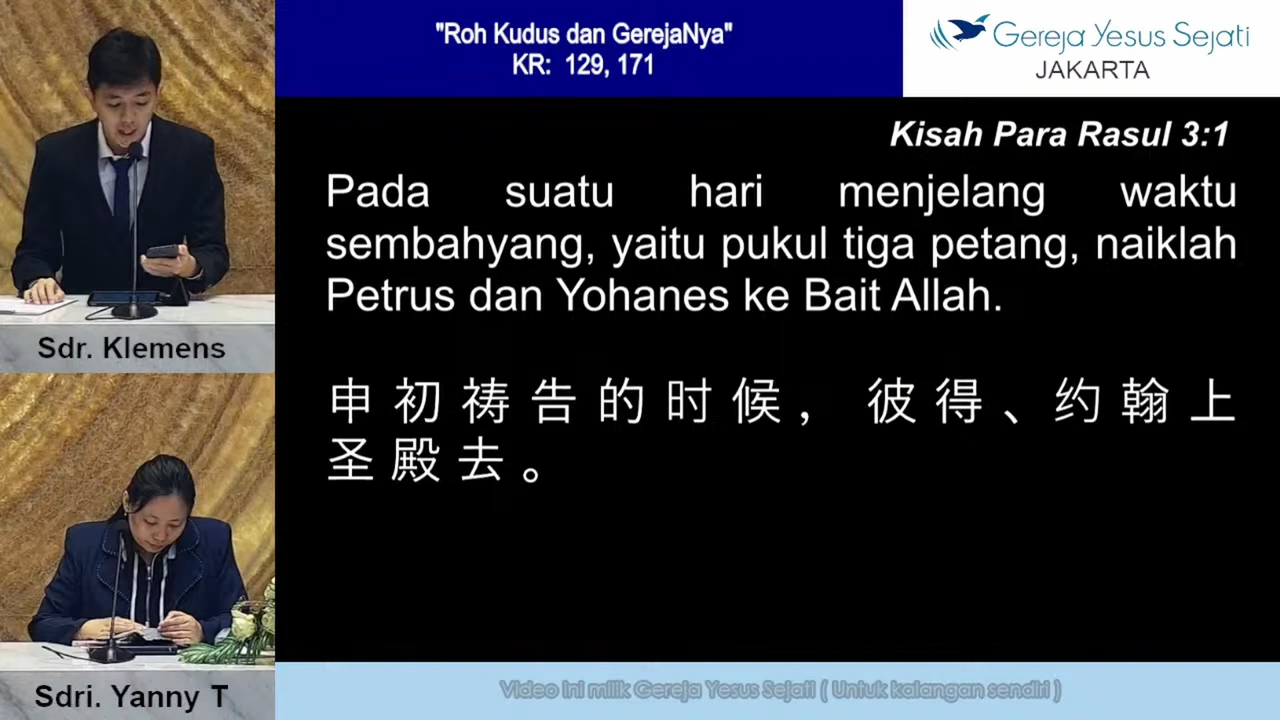 "Roh Kudus dan GerejaNya"
KR: 129, 171
Gereja Yesus Sejati
JAKARTA
Kisah Para Rasul 3:1
Pada suatu hari menjelang waktu
sembahyang, yaitu pukul tiga petang, naiklah
Petrus dan Yohanes ke Bait Allah.
申初祷告的时候，彼得、约翰上
圣殿去。
Sdr. Klemens
Sdri. Yanny T
Video ini milik Gereja Yesus Sejati ( Untuk kalangan sendiri )